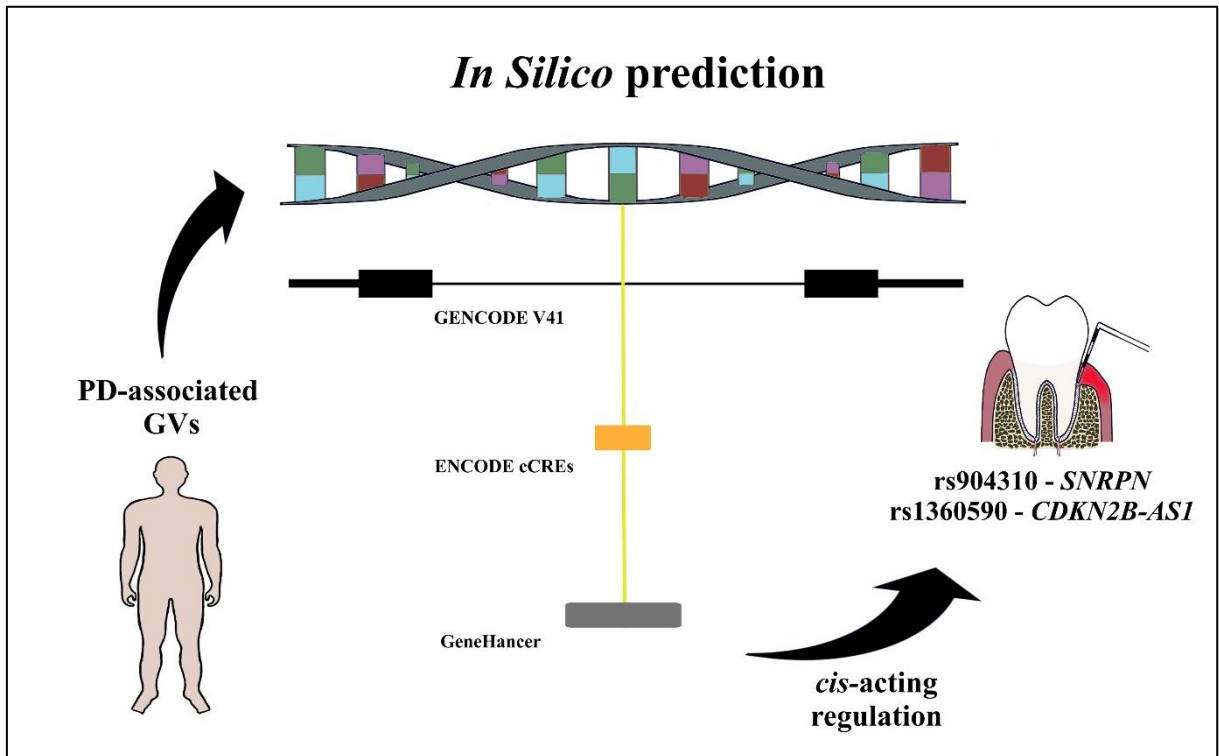 In Silico prediction
GENCODE V41
PD-associated
GVs
ENCODE cCREs
rs904310 - SNRPN
rs1360590 - CDKN2B-AS1
GeneHancer
cis-acting
regulation